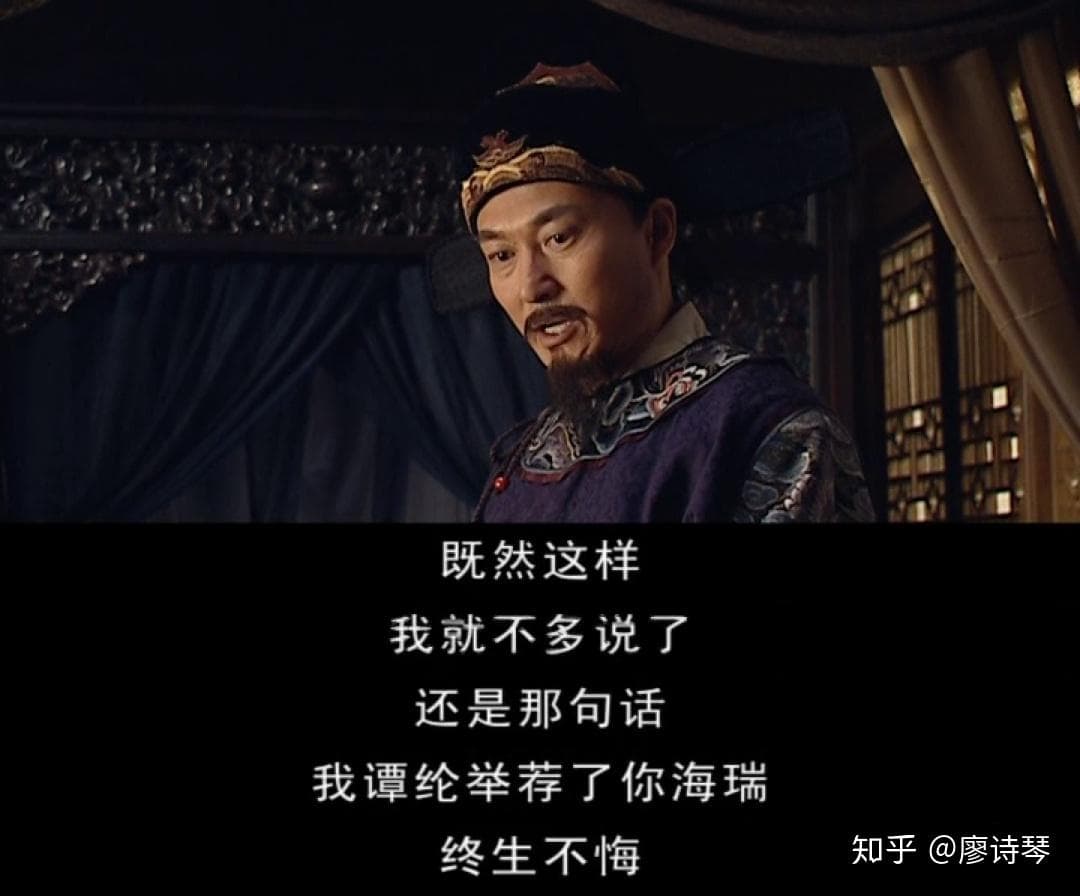 既然这样
我就不多说了
还是那句话
我谭纶举荐了你海瑞
终生不悔
知乎 @廖诗琴